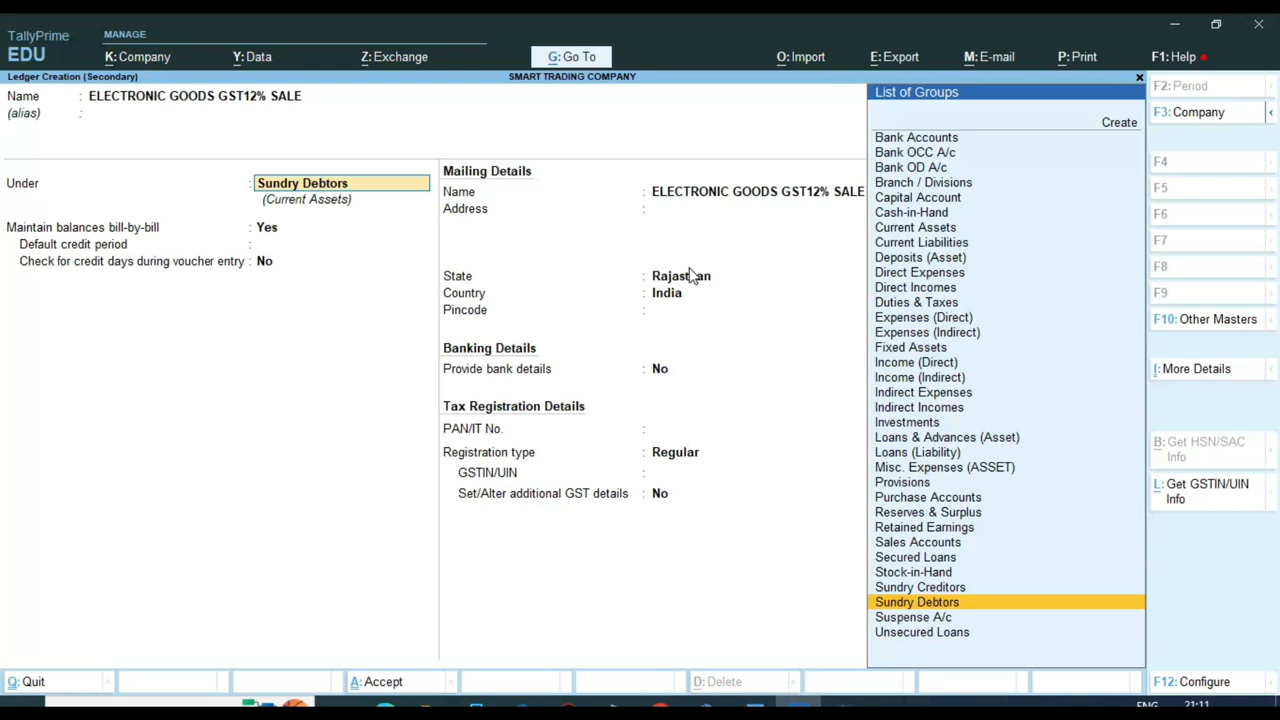 TallyPrime
EDU
MANAGE
K: Company
Y: Data
Z: Exchange
G: Go To
O: Import
E: Export
M: E-mail
P: Print
F1: Help
Ledger Creation (Secondary)
SMART TRADING COMPANY
Name : ELECTRONIC GOODS GST12% SALE
(alias) :
Under : Sundry Debtors
(Current Assets)
Maintain balances bill-by-bill : Yes
Default credit period :
Check for credit days during voucher entry : No
Mailing Details
Name : ELECTRONIC GOODS GST12% SALE
Address :
State : Rajasthan
Country : India
Pincode :
Banking Details
Provide bank details : No
Tax Registration Details
PAN/IT No. :
Registration type : Regular
GSTIN/UIN :
Set/Alter additional GST details : No
List of Groups
Create
Bank Accounts
Bank OCC A/c
Bank OD A/c
Branch / Divisions
Capital Account
Cash-in-Hand
Current Assets
Current Liabilities
Deposits (Asset)
Direct Expenses
Direct Incomes
Duties & Taxes
Expenses (Direct)
Expenses (Indirect)
Fixed Assets
Income (Direct)
Income (Indirect)
Indirect Expenses
Indirect Incomes
Investments
Loans & Advances (Asset)
Loans (Liability)
Misc. Expenses (ASSET)
Provisions
Purchase Accounts
Reserves & Surplus
Retained Earnings
Sales Accounts
Secured Loans
Stock-in-Hand
Sundry Creditors
Sundry Debtors
Suspense A/c
Unsecured Loans
F2: Period
F3: Company
F4
F5
F6
F7
F8
F9
F10: Other Masters
I: More Details
B: Get HSN/SAC
Info
L: Get GSTIN/UIN
Info
Q: Quit
A: Accept
D: Delete
F12: Configure
ENG
21:11